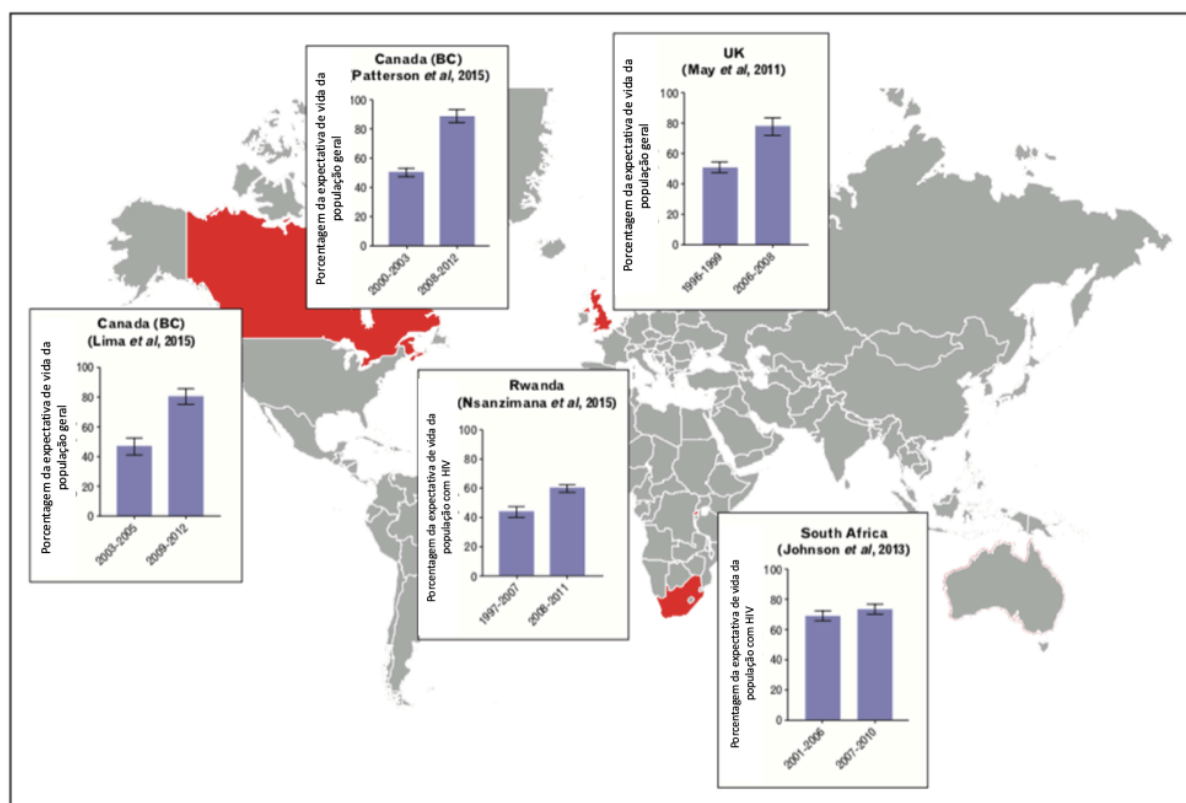 Canada (BC)
(Patterson et al, 2015)
Porcentagem da expectativa de vida da
população geral
100
80
60
40
20
0
2000-2003
2008-2012
UK
(May et al, 2011)
Porcentagem da expectativa de vida da
população geral
100
80
60
40
20
0
1996-1999
2006-2008
Canada (BC)
(Lima et al, 2015)
Porcentagem da expectativa de vida da
população geral
100
80
60
40
20
0
2003-2005
2009-2012
Rwanda
(Nsanzimana et al, 2015)
Porcentagem da expectativa de vida da
população com HIV
100
80
60
40
20
0
1997-2007
2008-2011
South Africa
(Johnson et al, 2013)
Porcentagem da expectativa de vida da
população com HIV
100
80
60
40
20
0
2001-2006
2007-2010